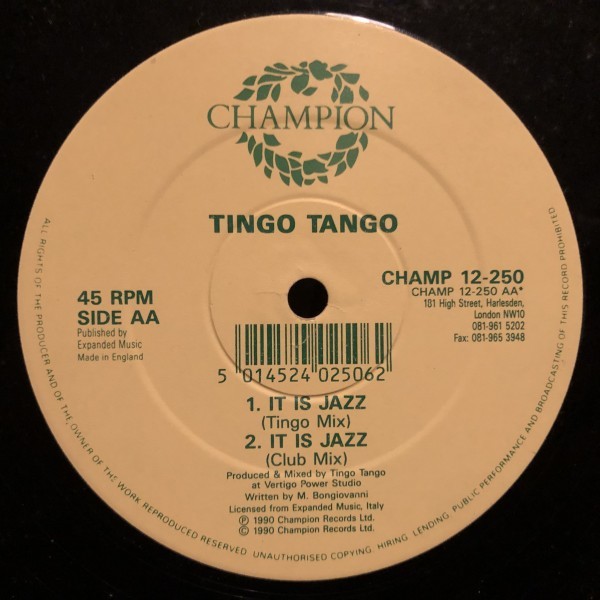 CHAMPION
TINGO TANGO
45 RPM
SIDE AA
Published by
Expanded Music
Made in England
CHAMP 12-250
CHAMP 12-250 AA*
181 High Street, Harlesden,
London NW10
081-961 5202
Fax: 081-965 3948
5 014524 025062
1. IT IS JAZZ
(Tingo Mix)
2. IT IS JAZZ
(Club Mix)
Produced & Mixed by Tingo Tango
at Vertigo Power Studio
Written by M. Bongiovanni
Licensed from Expanded Music, Italy
℗ 1990 Champion Records Ltd.
© 1990 Champion Records Ltd.
ALL RIGHTS OF THE PRODUCER AND OF THE OWNER OF THE WORK REPRODUCED RESERVED. UNAUTHORISED COPYING, HIRING, LENDING, PUBLIC PERFORMANCE AND BROADCASTING OF THIS RECORD PROHIBITED